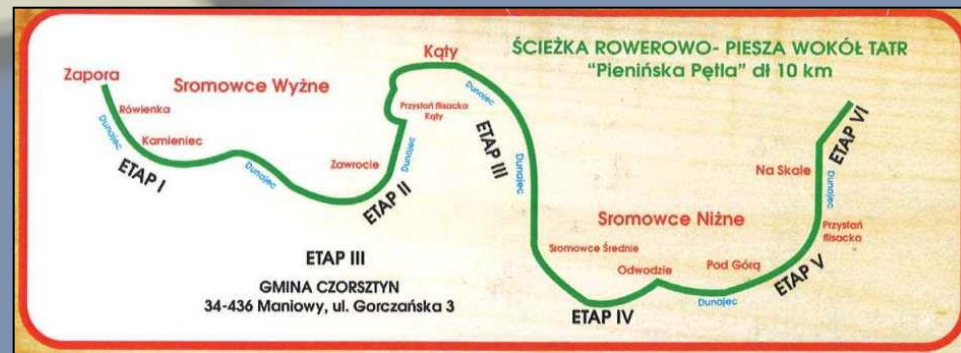 ŚCIEŻKA ROWEROWO- PIESZA WOKÓŁ TATR
"Pienińska Pętla" dł 10 km
Zapora
Sromowce Wyżne
Kąty
Rówienka
Dunajec
Kamieniec
ETAP I
Dunajec
Zawrocie
ETAP II
Dunajec
Przystań flisacka
Kąty
Dunajec
ETAP III
Dunajec
Sromowce Niżne
Sromowce Średnie
Odwodzie
ETAP IV
Pod Górą
Dunajec
ETAP V
Przystań
flisacka
Dunajec
Na Skale
ETAP VI
ETAP III
GMINA CZORSZTYN
34-436 Maniowy, ul. Gorczańska 3